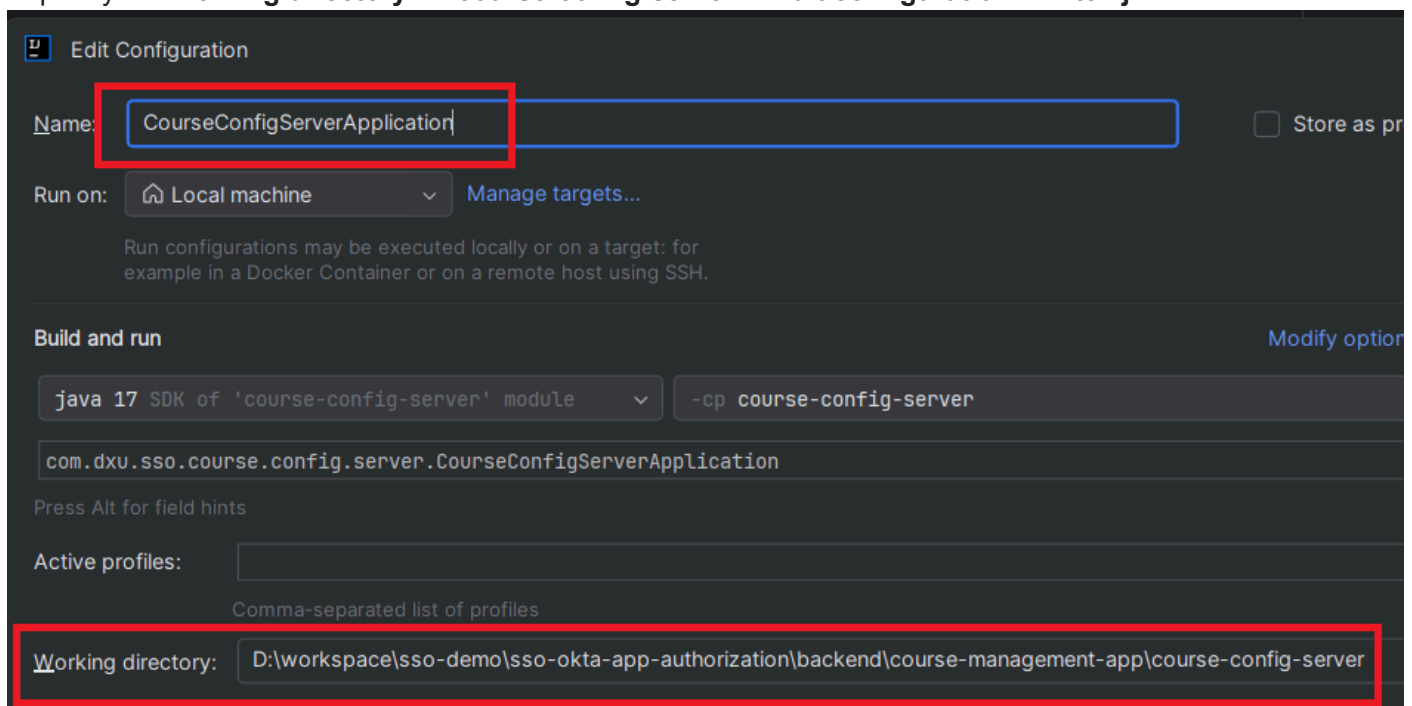 Edit Configuration
Name: CourseConfigServerApplication Store as pr
Run on: Local machine Manage targets...
Run configurations may be executed locally or on a target: for
example in a Docker Container or on a remote host using SSH.
Build and run Modify option
java 17 SDK of 'course-config-server' module -cp course-config-server
com.dxu.sso.course.config.server.CourseConfigServerApplication
Press Alt for field hints
Active profiles:
Comma-separated list of profiles
Working directory: D:\workspace\sso-demo\sso-okta-app-authorization\backend\course-management-app\course-config-server